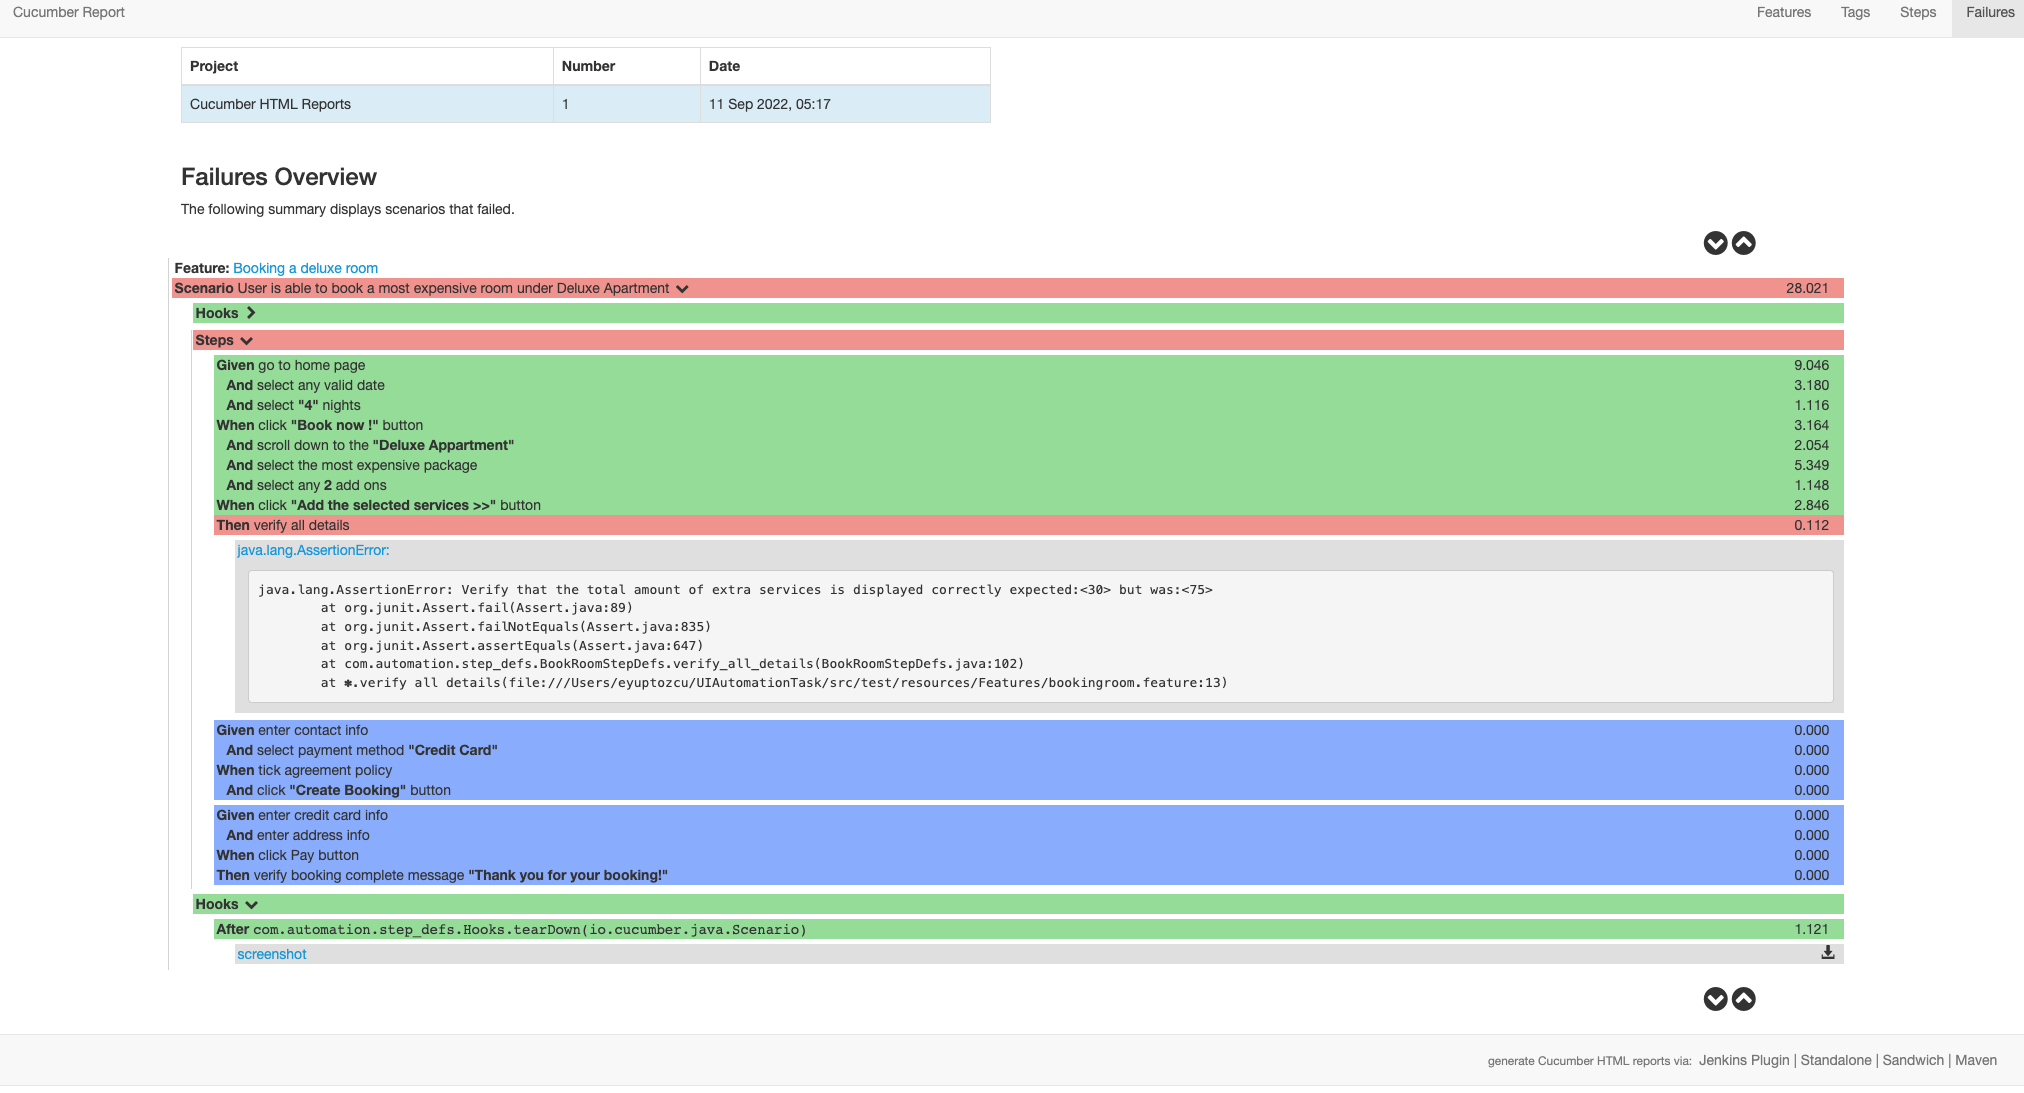 Cucumber Report
Features Tags Steps Failures
Project Number Date
Cucumber HTML Reports 1 11 Sep 2022, 05:17
Failures Overview
The following summary displays scenarios that failed.
Feature: Booking a deluxe room
Scenario User is able to book a most expensive room under Deluxe Apartment 28.021
Hooks
Steps
Given go to home page 9.046
And select any valid date 3.180
And select "4" nights 1.116
When click "Book now !" button 3.164
And scroll down to the "Deluxe Appartment" 2.054
And select the most expensive package 5.349
And select any 2 add ons 1.148
When click "Add the selected services >>" button 2.846
Then verify all details 0.112
java.lang.AssertionError:
java.lang.AssertionError: Verify that the total amount of extra services is displayed correctly expected:<30> but was:<75>
at org.junit.Assert.fail(Assert.java:89)
at org.junit.Assert.failNotEquals(Assert.java:835)
at org.junit.Assert.assertEquals(Assert.java:647)
at com.automation.step_defs.BookRoomStepDefs.verify_all_details(BookRoomStepDefs.java:102)
at ✽.verify all details(file:///Users/eyuptozcu/UIAutomationTask/src/test/resources/Features/bookingroom.feature:13)
Given enter contact info 0.000
And select payment method "Credit Card" 0.000
When tick agreement policy 0.000
And click "Create Booking" button 0.000
Given enter credit card info 0.000
And enter address info 0.000
When click Pay button 0.000
Then verify booking complete message "Thank you for your booking!" 0.000
Hooks
After com.automation.step_defs.Hooks.tearDown(io.cucumber.java.Scenario) 1.121
screenshot
generate Cucumber HTML reports via: Jenkins Plugin | Standalone | Sandwich | Maven